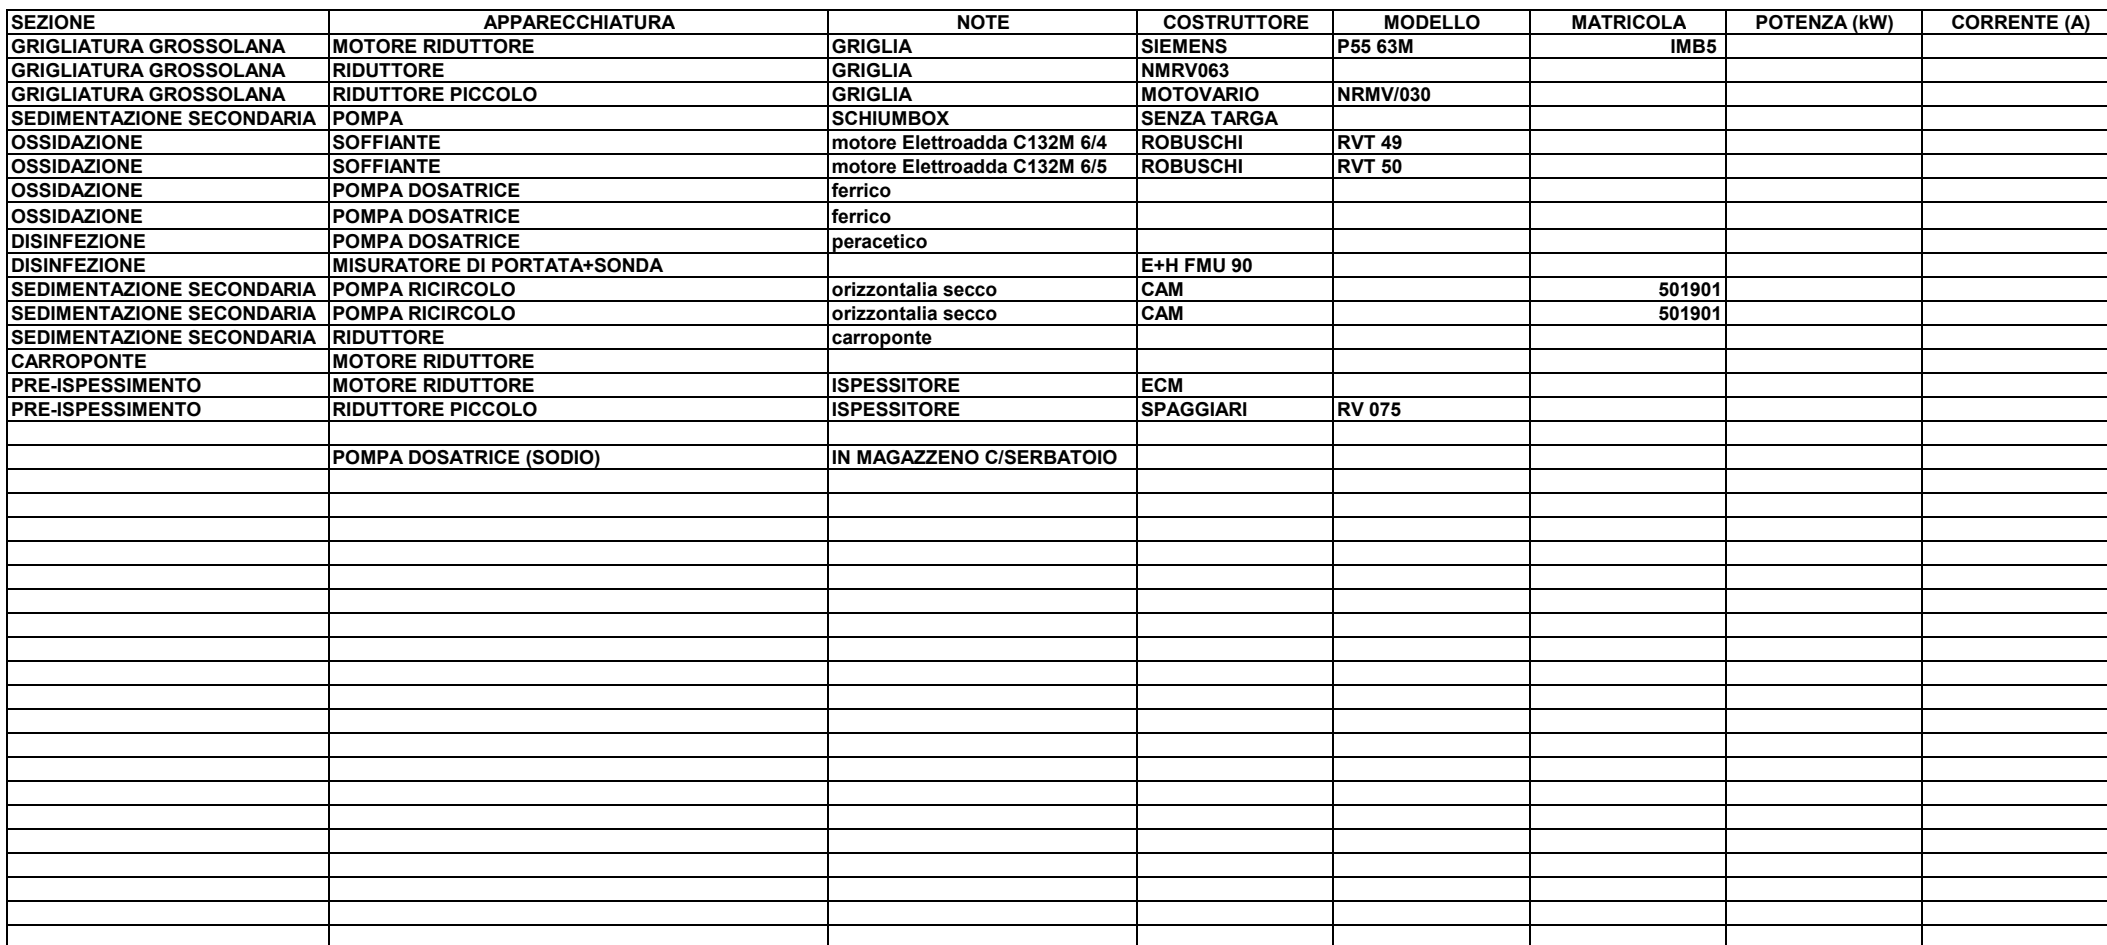 SEZIONE APPARECCHIATURA NOTE COSTRUTTORE MODELLO MATRICOLA POTENZA (kW) CORRENTE (A)
GRIGLIATURA GROSSOLANA MOTORE RIDUTTORE GRIGLIA SIEMENS P55 63M IMB5
GRIGLIATURA GROSSOLANA RIDUTTORE GRIGLIA NMRV063
GRIGLIATURA GROSSOLANA RIDUTTORE PICCOLO GRIGLIA MOTOVARIO NRMV/030
SEDIMENTAZIONE SECONDARIA POMPA SCHIUMBOX SENZA TARGA
OSSIDAZIONE SOFFIANTE motore Elettroadda C132M 6/4 ROBUSCHI RVT 49
OSSIDAZIONE SOFFIANTE motore Elettroadda C132M 6/5 ROBUSCHI RVT 50
OSSIDAZIONE POMPA DOSATRICE ferrico
OSSIDAZIONE POMPA DOSATRICE ferrico
DISINFEZIONE POMPA DOSATRICE peracetico
DISINFEZIONE MISURATORE DI PORTATA+SONDA E+H FMU 90
SEDIMENTAZIONE SECONDARIA POMPA RICIRCOLO orizzontalia secco CAM 501901
SEDIMENTAZIONE SECONDARIA POMPA RICIRCOLO orizzontalia secco CAM 501901
SEDIMENTAZIONE SECONDARIA RIDUTTORE carroponte
CARROPONTE MOTORE RIDUTTORE
PRE-ISPESSIMENTO MOTORE RIDUTTORE ISPESSITORE ECM
PRE-ISPESSIMENTO RIDUTTORE PICCOLO ISPESSITORE SPAGGIARI RV 075
POMPA DOSATRICE (SODIO) IN MAGAZZENO C/SERBATOIO